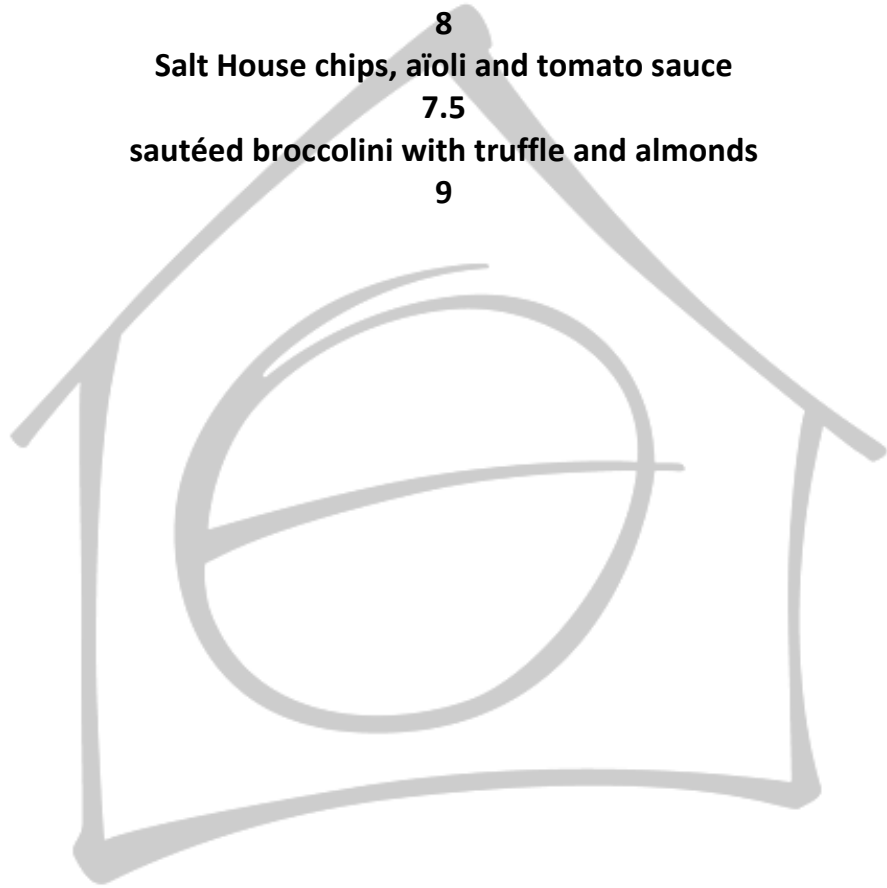 8
Salt House chips, aïoli and tomato sauce
7.5
sautéed broccolini with truffle and almonds
9